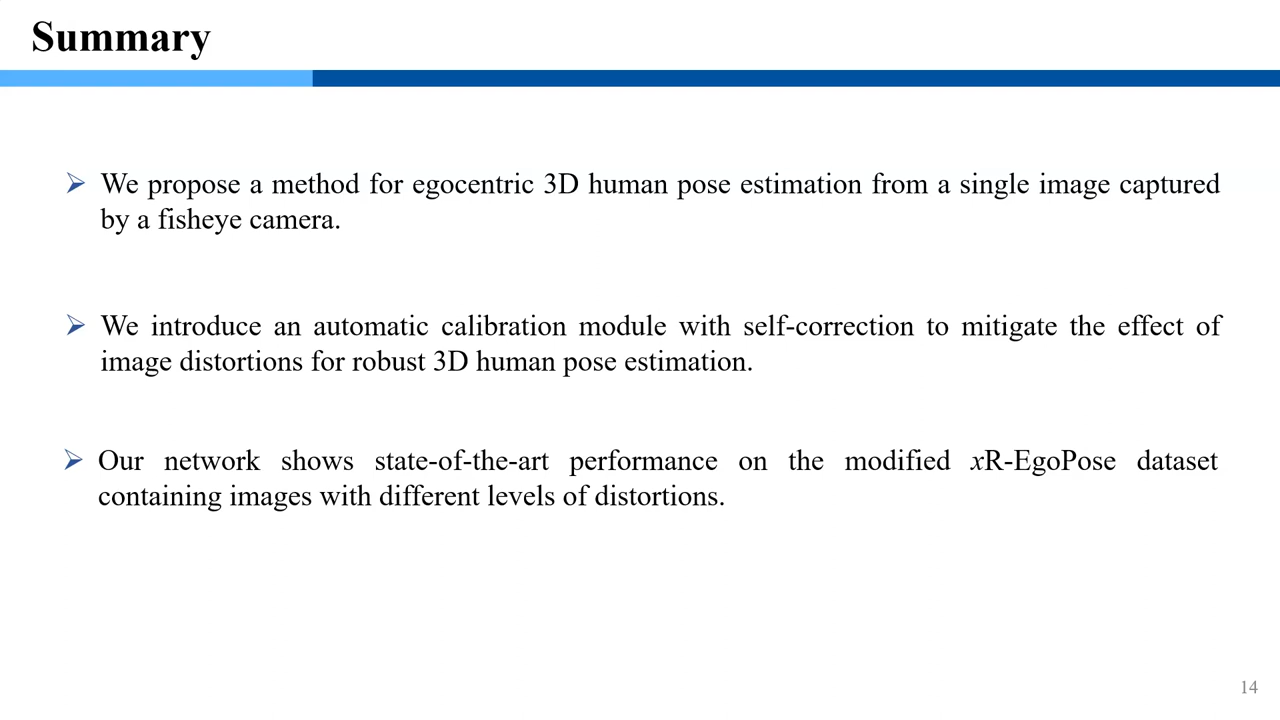 Summary
We propose a method for egocentric 3D human pose estimation from a single image captured
by a fisheye camera.
We introduce an automatic calibration module with self-correction to mitigate the effect of
image distortions for robust 3D human pose estimation.
Our network shows state-of-the-art performance on the modified xR-EgoPose dataset
containing images with different levels of distortions.
14